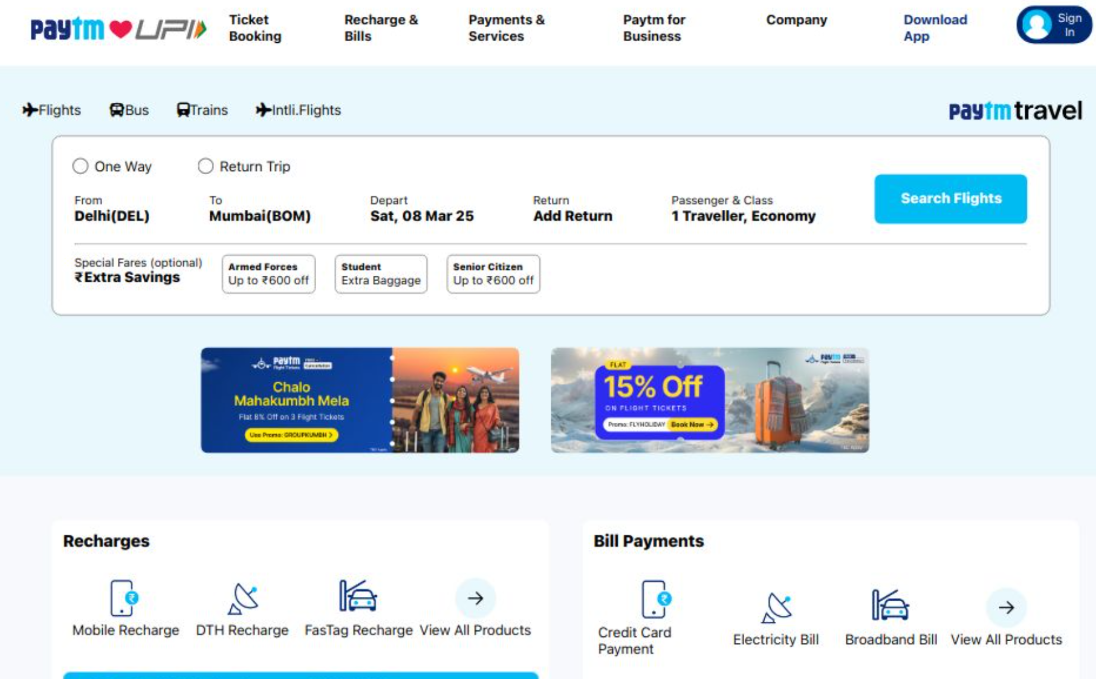 paytm UPI
Ticket Booking
Recharge & Bills
Payments & Services
Paytm for Business
Company
Download App
Sign In
Flights
Bus
Trains
Intli.Flights
paytm travel
One Way
Return Trip
From
Delhi(DEL)
To
Mumbai(BOM)
Depart
Sat, 08 Mar 25
Return
Add Return
Passenger & Class
1 Traveller, Economy
Search Flights
Special Fares (optional)
₹Extra Savings
Armed Forces
Up to ₹600 off
Student
Extra Baggage
Senior Citizen
Up to ₹600 off
paytm
Flight Tickets
Chalo
Mahakumbh Mela
Flat 8% Off on 3 Flight Tickets
Use Promo: GROUPKUMBH >
paytm
FLAT
15% Off
ON FLIGHT TICKETS
Promo: FLYHOLIDAY
Book Now →
Recharges
Mobile Recharge
DTH Recharge
FasTag Recharge
View All Products
Bill Payments
Credit Card
Payment
Electricity Bill
Broadband Bill
View All Products